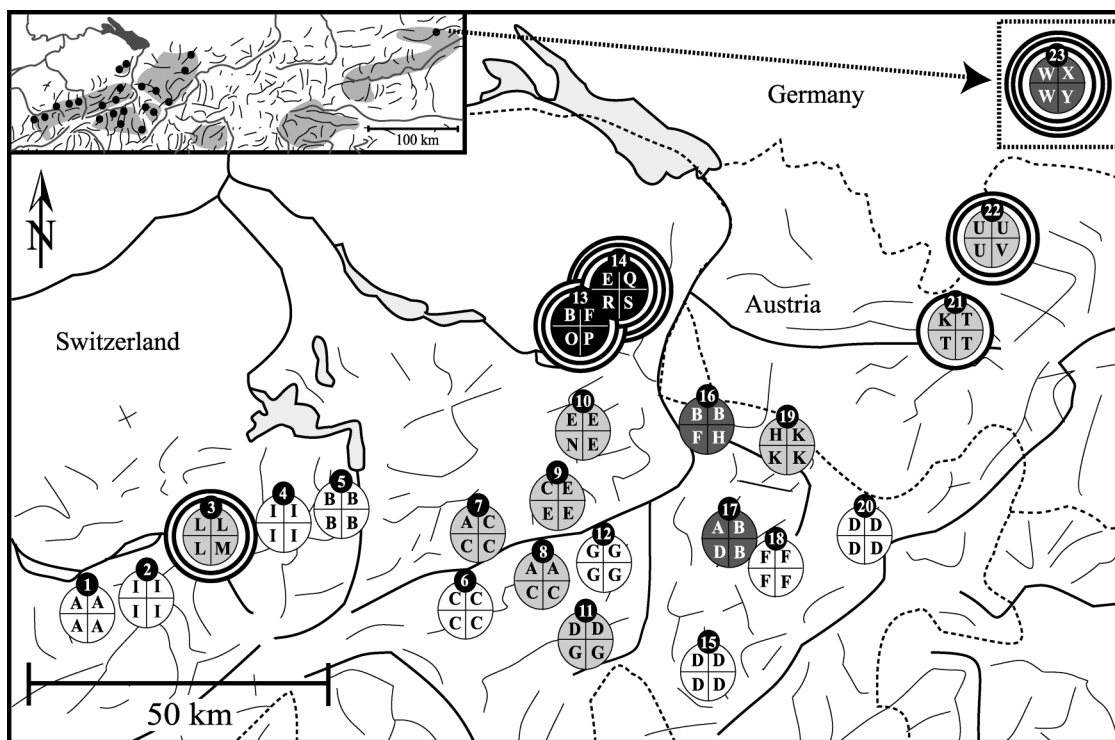 100 km
Germany
23
W X
W Y
N
22
U U
U V
14
E Q
R S
13
B F
O P
Austria
21
K T
T T
Switzerland
10
E E
N E
16
B B
F H
19
H K
K K
3
L L
L M
4
I I
I I
5
B B
B B
7
A C
C C
9
C E
E E
12
G G
G G
17
A B
D B
18
F F
F F
20
D D
D D
1
A A
A A
2
I I
I I
6
C C
C C
8
A A
C C
11
D D
G G
15
D D
D D
50 km